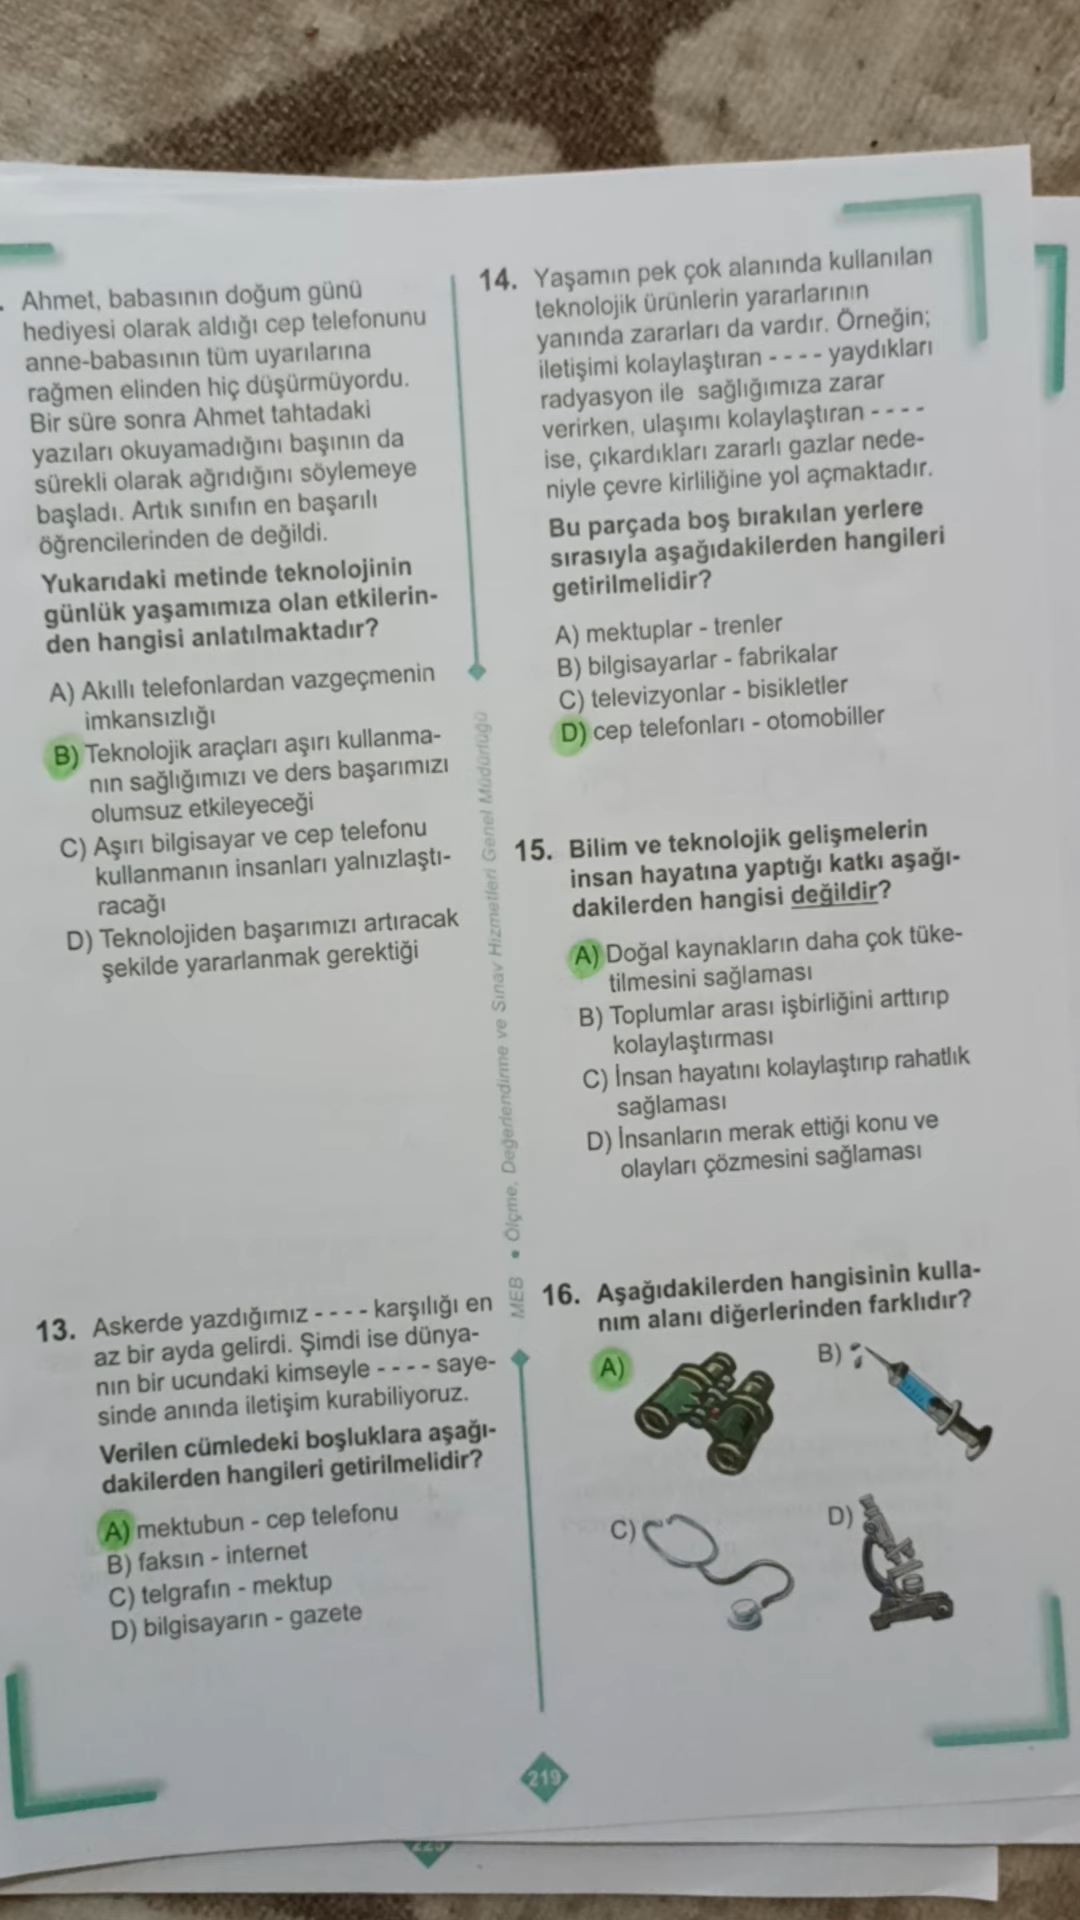 Ahmet, babasının doğum günü
hediyesi olarak aldığı cep telefonunu
anne-babasının tüm uyarılarına
rağmen elinden hiç düşürmüyordu.
Bir süre sonra Ahmet tahtadaki
yazıları okuyamadığını başının da
sürekli olarak ağrıdığını söylemeye
başladı. Artık sınıfın en başarılı
öğrencilerinden de değildi.
Yukarıdaki metinde teknolojinin
günlük yaşamımıza olan etkilerin-
den hangisi anlatılmaktadır?
A) Akıllı telefonlardan vazgeçmenin
imkansızlığı
B) Teknolojik araçları aşırı kullanma-
nın sağlığımızı ve ders başarımızı
olumsuz etkileyeceği
C) Aşırı bilgisayar ve cep telefonu
kullanmanın insanları yalnızlaştı-
racağı
D) Teknolojiden başarımızı artıracak
şekilde yararlanmak gerektiği
13. Askerde yazdığımız - - - - karşılığı en
az bir ayda gelirdi. Şimdi ise dünya-
nın bir ucundaki kimseyle - - - - saye-
sinde anında iletişim kurabiliyoruz.
Verilen cümledeki boşluklara aşağı-
dakilerden hangileri getirilmelidir?
A) mektubun - cep telefonu
B) faksın - internet
C) telgrafın - mektup
D) bilgisayarın - gazete
MEB • Ölçme, Değerlendirme ve Sınav Hizmetleri Genel Müdürlüğü
14. Yaşamın pek çok alanında kullanılan
teknolojik ürünlerin yararlarının
yanında zararları da vardır. Örneğin;
iletişimi kolaylaştıran - - - - yaydıkları
radyasyon ile sağlığımıza zarar
verirken, ulaşımı kolaylaştıran - - - -
ise, çıkardıkları zararlı gazlar nede-
niyle çevre kirliliğine yol açmaktadır.
Bu parçada boş bırakılan yerlere
sırasıyla aşağıdakilerden hangileri
getirilmelidir?
A) mektuplar - trenler
B) bilgisayarlar - fabrikalar
C) televizyonlar - bisikletler
D) cep telefonları - otomobiller
15. Bilim ve teknolojik gelişmelerin
insan hayatına yaptığı katkı aşağı-
dakilerden hangisi değildir?
A) Doğal kaynakların daha çok tüke-
tilmesini sağlaması
B) Toplumlar arası işbirliğini arttırıp
kolaylaştırması
C) İnsan hayatını kolaylaştırıp rahatlık
sağlaması
D) İnsanların merak ettiği konu ve
olayları çözmesini sağlaması
16. Aşağıdakilerden hangisinin kulla-
nım alanı diğerlerinden farklıdır?
A)
B)
C)
D)
219